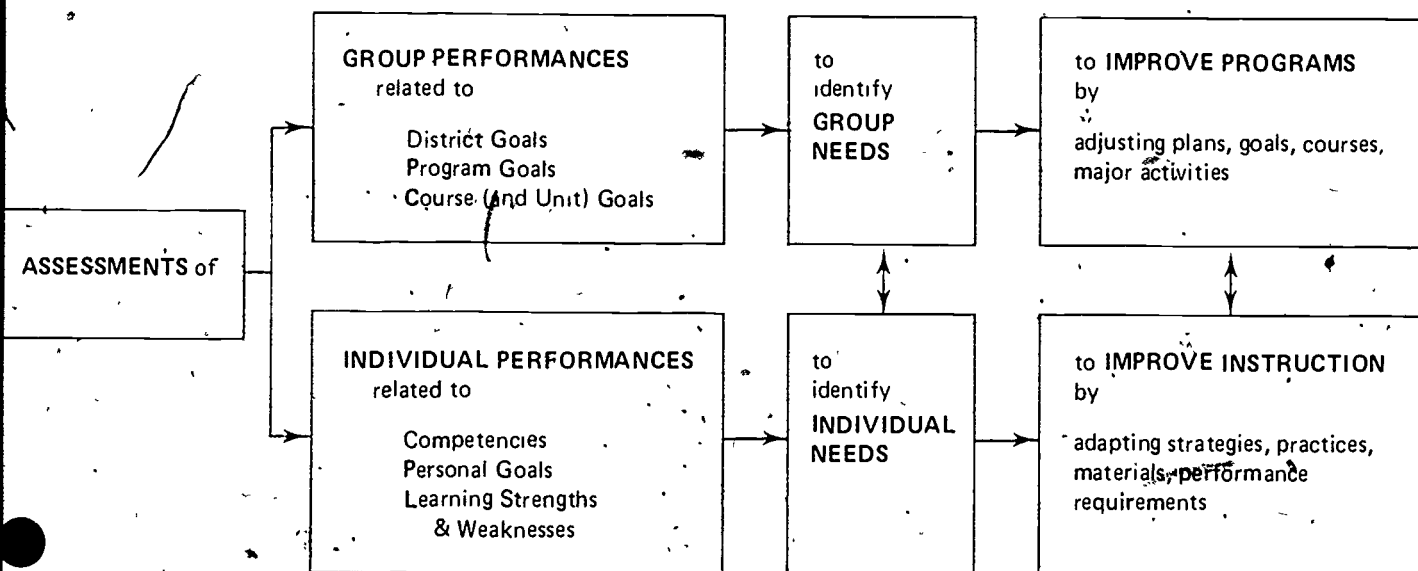 ASSESSMENTS of
GROUP PERFORMANCES
related to
District Goals
Program Goals
Course (and Unit) Goals
to
identify
GROUP
NEEDS
to IMPROVE PROGRAMS
by
adjusting plans, goals, courses,
major activities
INDIVIDUAL PERFORMANCES
related to
Competencies
Personal Goals
Learning Strengths
& Weaknesses
to
identify
INDIVIDUAL
NEEDS
to IMPROVE INSTRUCTION
by
adapting strategies, practices,
materials, performance
requirements